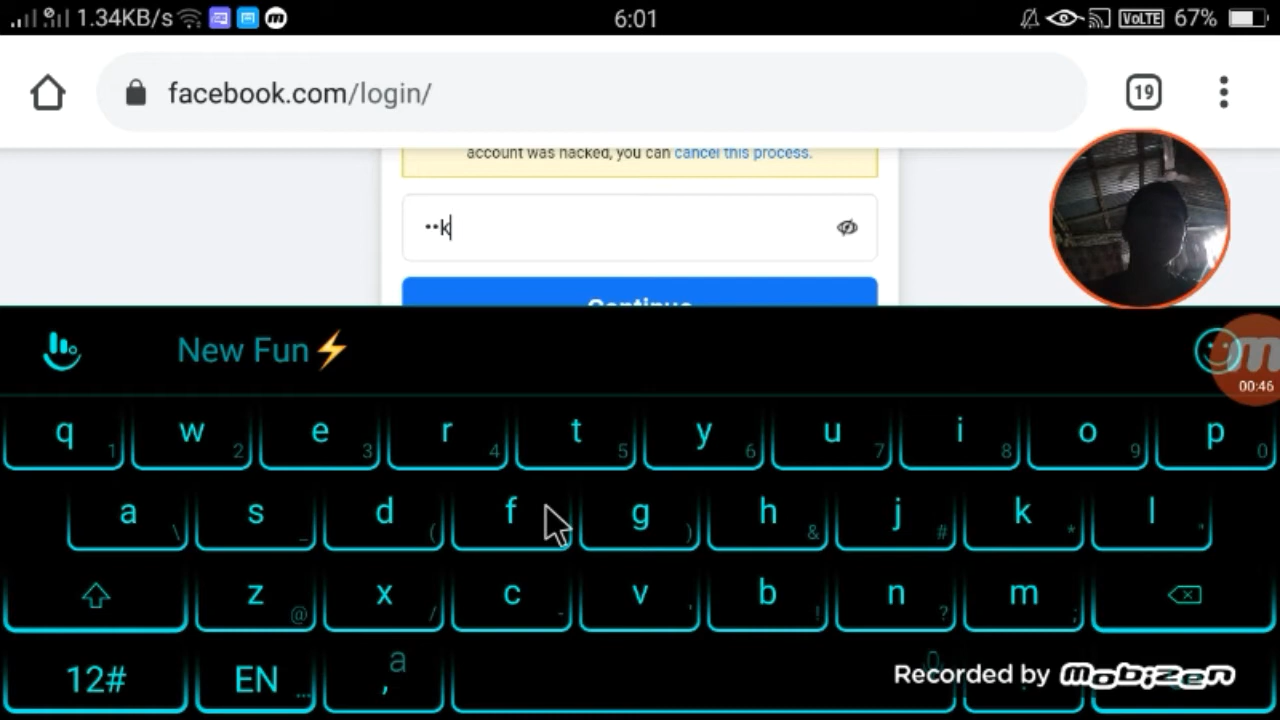 1.34KB/s 6:01 VoLTE 67%
facebook.com/login/ 19
account was hacked, you can cancel this process.
••k
Continue
New Fun⚡
00:46
q 1 w 2 e 3 r 4 t 5 y 6 u 7 i 8 o 9 p 0
a \ s _ d ( f g ) h & j # k * l "
z @ x / c - v ' b ! n ? m ;
12# EN ... , a
Recorded by Mobizen